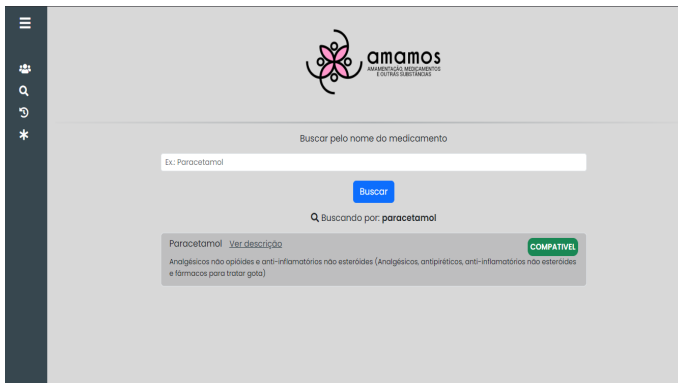 amamos
AMAMENTAÇÃO, MEDICAMENTOS
E OUTRAS SUBSTÂNCIAS
Buscar pelo nome do medicamento
Ex.: Paracetamol
Buscar
Buscando por: paracetamol
Paracetamol Ver descrição
COMPATIVEL
Analgésicos não opióides e anti-inflamatórios não esteróides (Analgésicos, antipiréticos, anti-inflamatórios não esteróides
e fármacos para tratar gota)